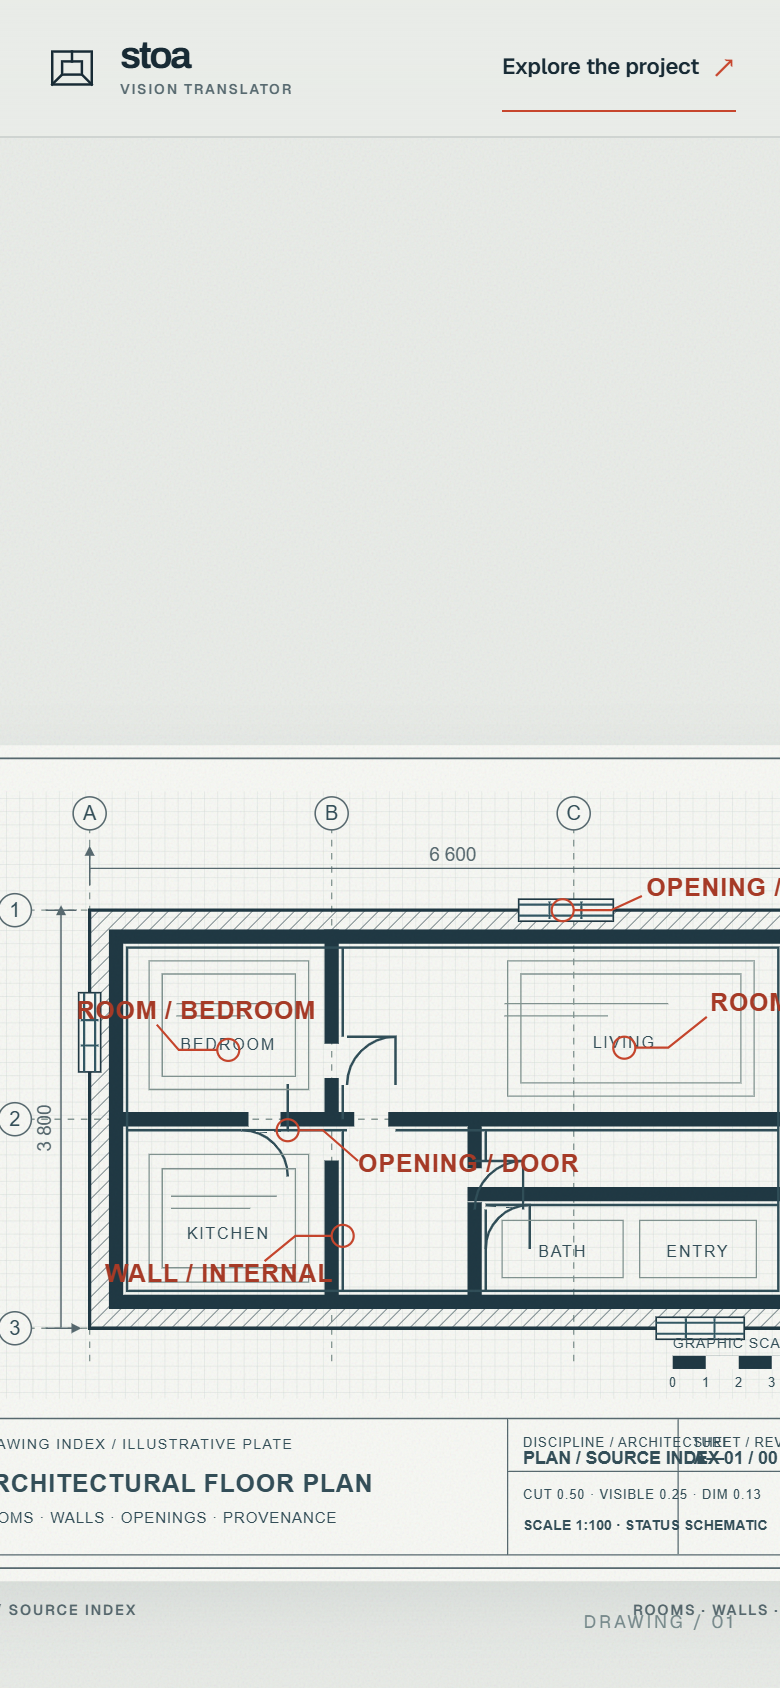 stoa
VISION TRANSLATOR
Explore the project ↗
A
B
C
6 600
OPENING /
1
ROOM / BEDROOM
ROOM
BEDROOM
LIVING
2
3 800
OPENING / DOOR
KITCHEN
BATH
ENTRY
WALL / INTERNAL
3
GRAPHIC SCA
0 1 2 3
AWING INDEX / ILLUSTRATIVE PLATE
RCHITECTURAL FLOOR PLAN
OMS · WALLS · OPENINGS · PROVENANCE
DISCIPLINE / ARCHITECTURE
SHEET / REV
PLAN / SOURCE INDEX
A-01 / 00
CUT 0.50 · VISIBLE 0.25 · DIM 0.13
SCALE 1:100 · STATUS SCHEMATIC
/ SOURCE INDEX
ROOMS · WALLS ·
DRAWING / 01